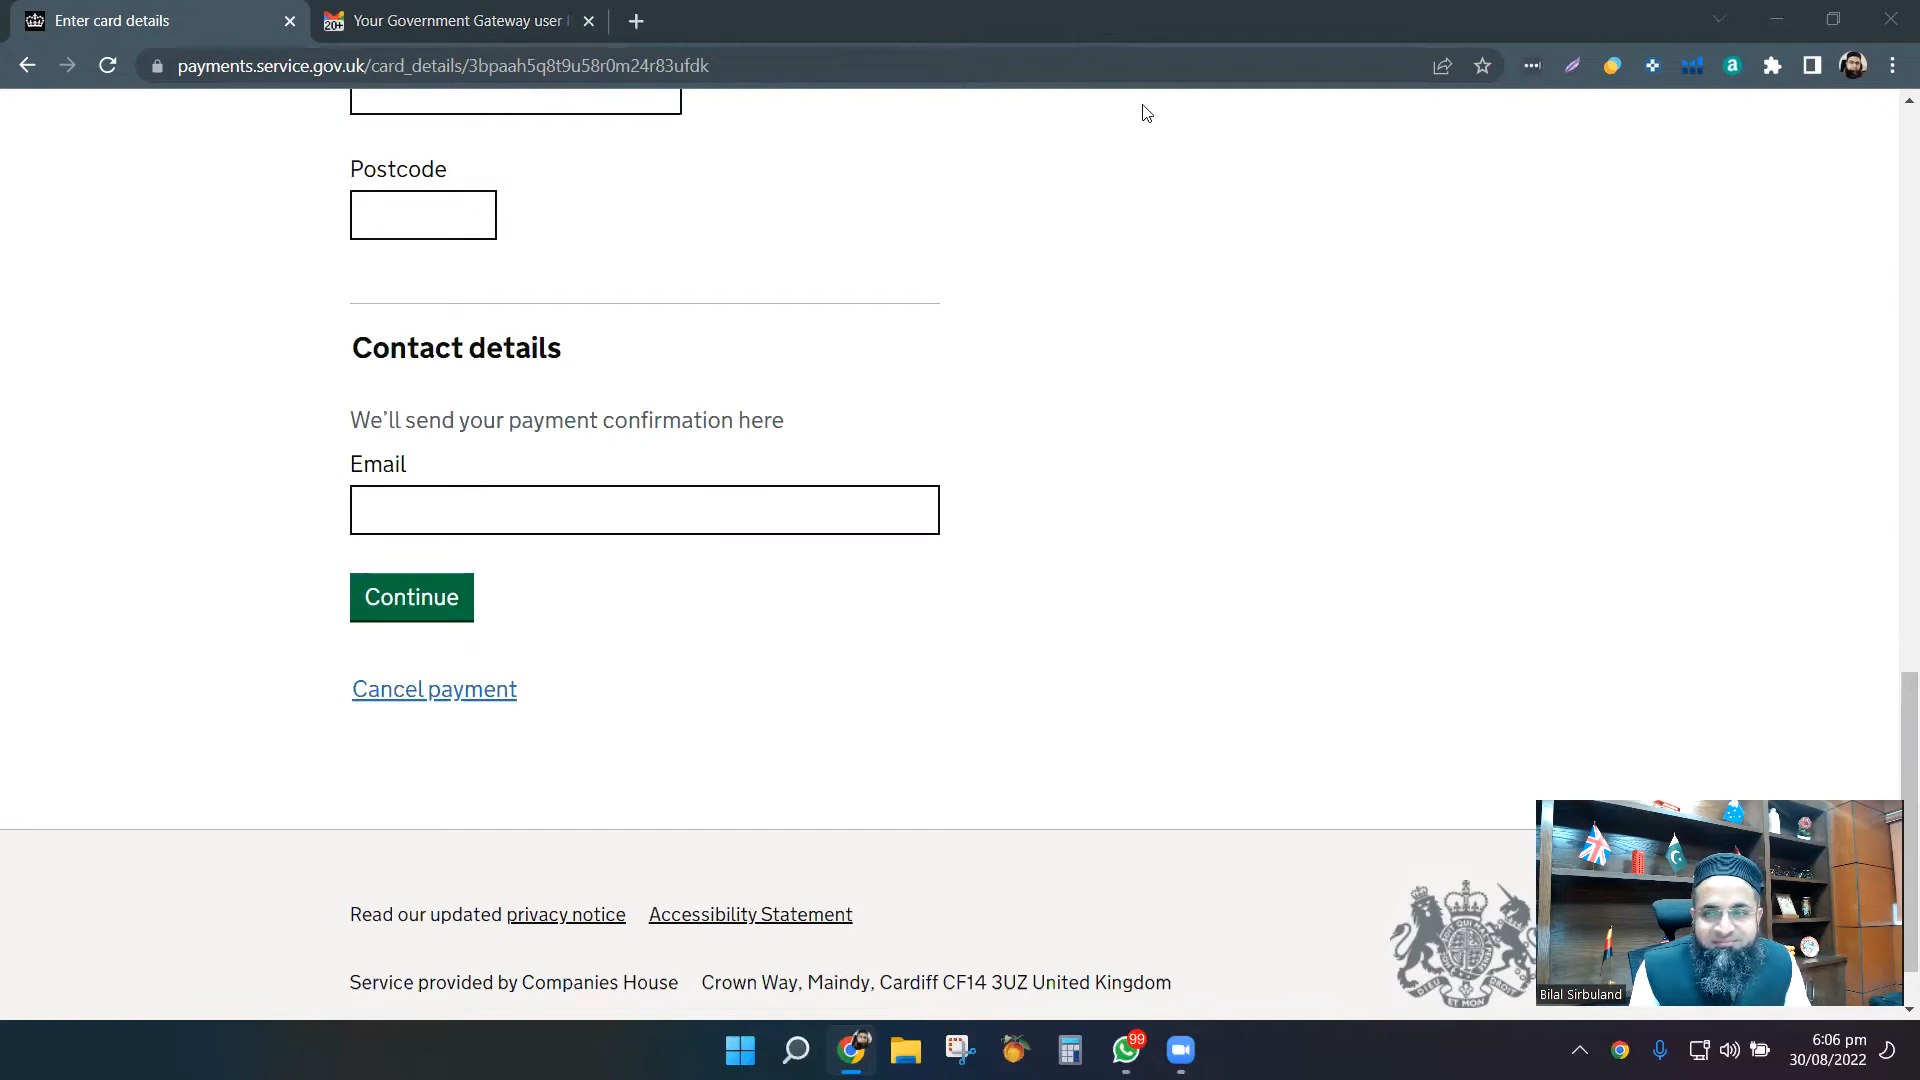 Enter card details
20+
Your Government Gateway user
payments.service.gov.uk/card_details/3bpaah5q8t9u58r0m24r83ufdk
Postcode
Contact details
We'll send your payment confirmation here
Email
Continue
Cancel payment
Read our updated privacy notice Accessibility Statement
Service provided by Companies House Crown Way, Maindy, Cardiff CF14 3UZ United Kingdom
Bilal Sirbuland
99
6:06 pm
30/08/2022